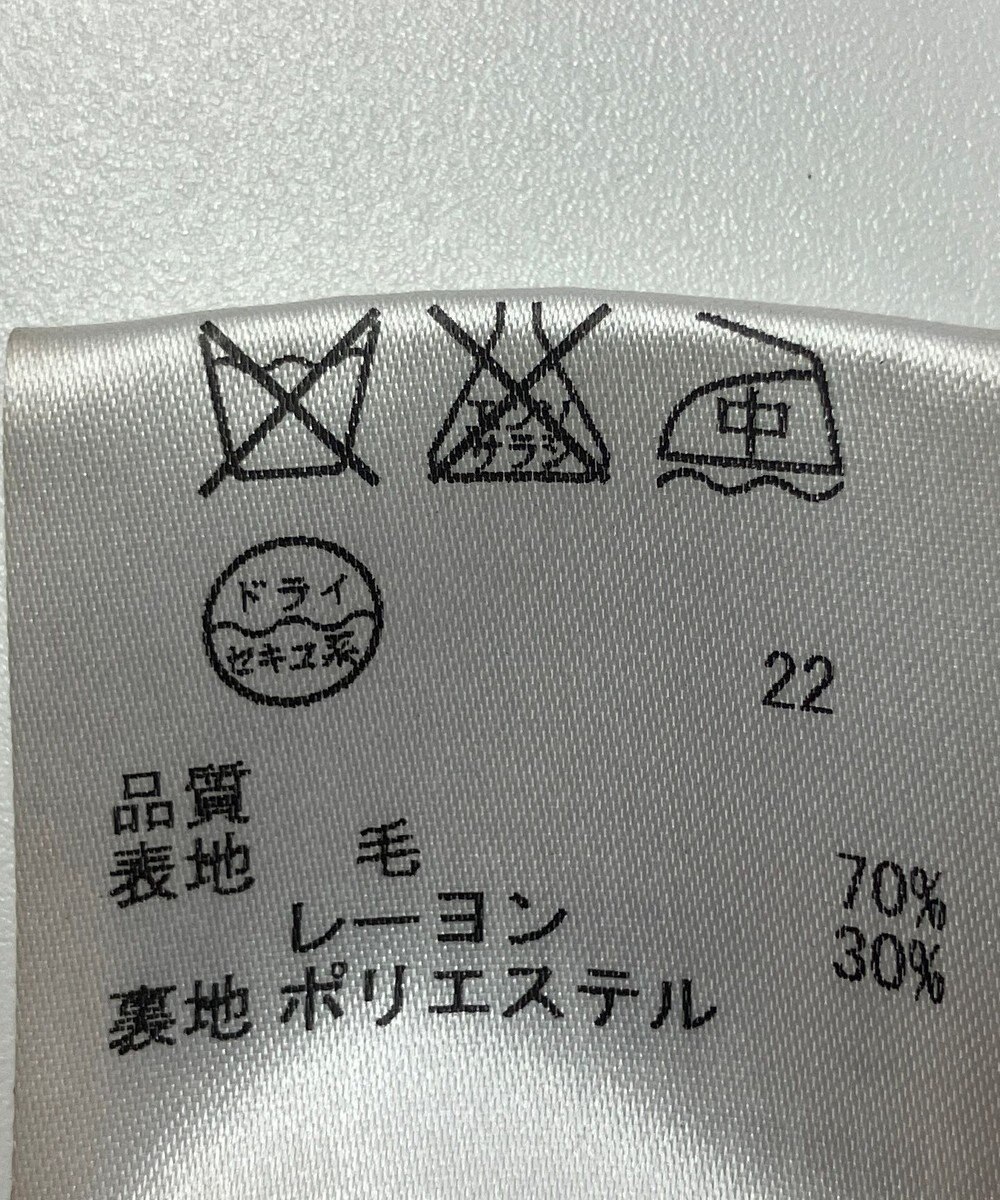 エンソ
サラシ
中
ドライ
セキユ系
22
品質
表地 毛 70%
レーヨン 30%
裏地 ポリエステル